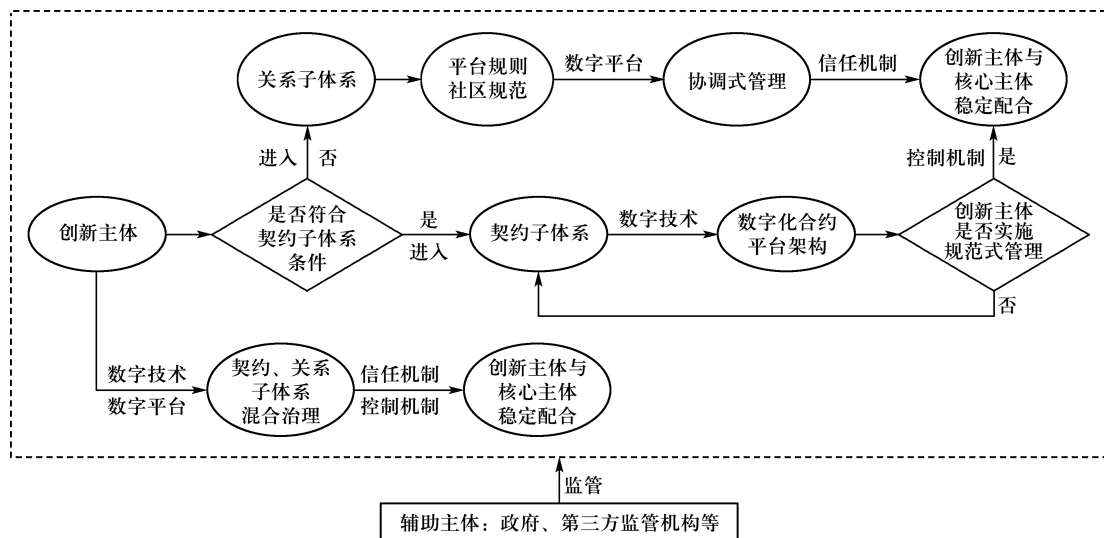 关系子体系
平台规则
社区规范
数字平台
协调式管理
信任机制
创新主体与
核心主体
稳定配合
进入
否
控制机制
是
创新主体
是否符合
契约子体系
条件
是
进入
契约子体系
数字技术
数字化合约
平台架构
创新主体
是否实施
规范式管理
否
数字技术
数字平台
契约、关系
子体系
混合治理
信任机制
控制机制
创新主体与
核心主体
稳定配合
监管
辅助主体：政府、第三方监管机构等